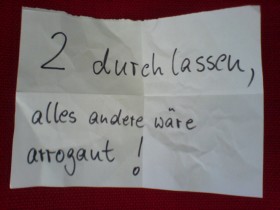 2 durchlassen,
alles andere wäre
arrogant !